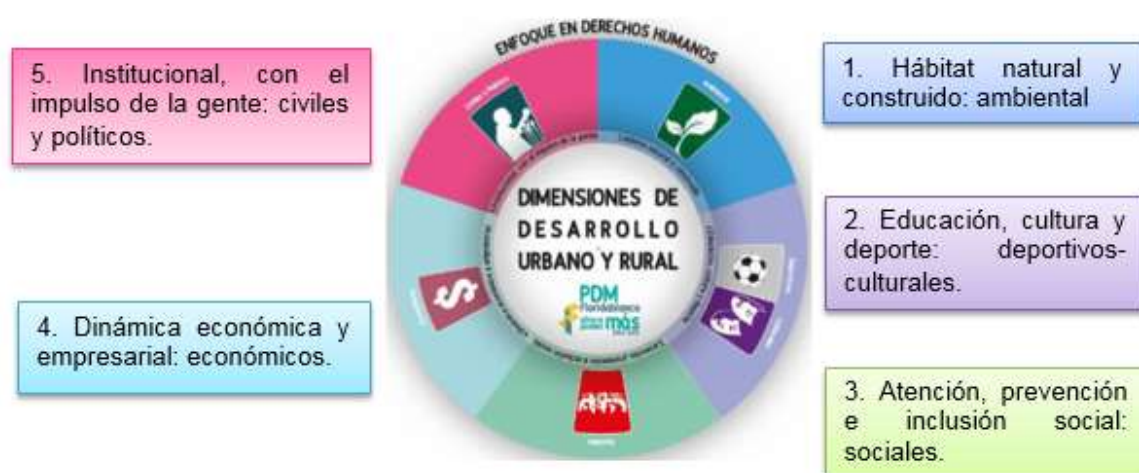 ENFOQUE EN DERECHOS HUMANOS
5. Institucional, con el
impulso de la gente: civiles
y políticos.
1. Hábitat natural y
construido: ambiental
DIMENSIONES DE
DESARROLLO
URBANO Y RURAL
PDM
Floridablanca
más
2. Educación, cultura y
deporte: deportivos-
culturales.
4. Dinámica económica y
empresarial: económicos.
3. Atención, prevención
e inclusión social:
sociales.